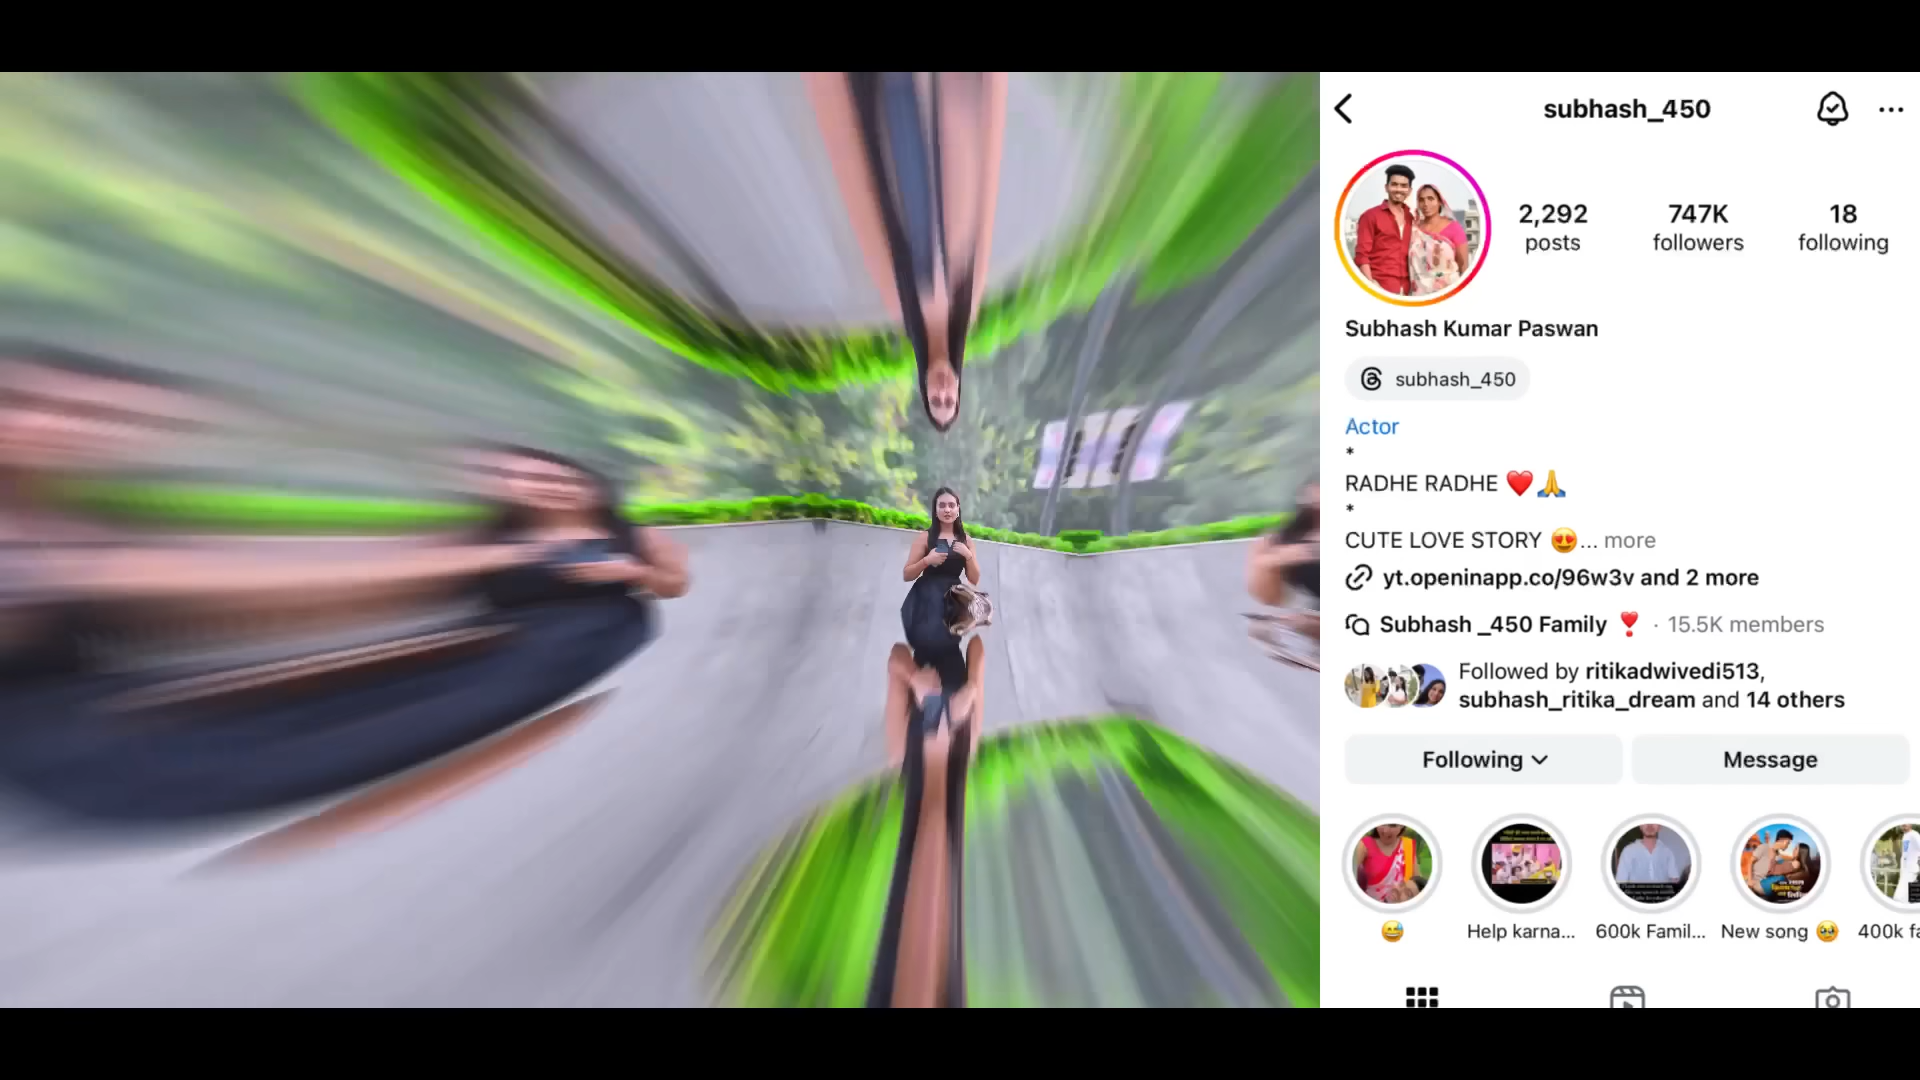 subhash_450
2,292
posts
747K
followers
18
following
Subhash Kumar Paswan
subhash_450
Actor
*
RADHE RADHE ❤️🙏
*
CUTE LOVE STORY 😍... more
yt.openinapp.co/96w3v and 2 more
Subhash _450 Family ❣️ · 15.5K members
Followed by ritikadwivedi513,
subhash_ritika_dream and 14 others
Following
Message
😅
Help karna...
600k Famil...
New song 🥹
400k fa